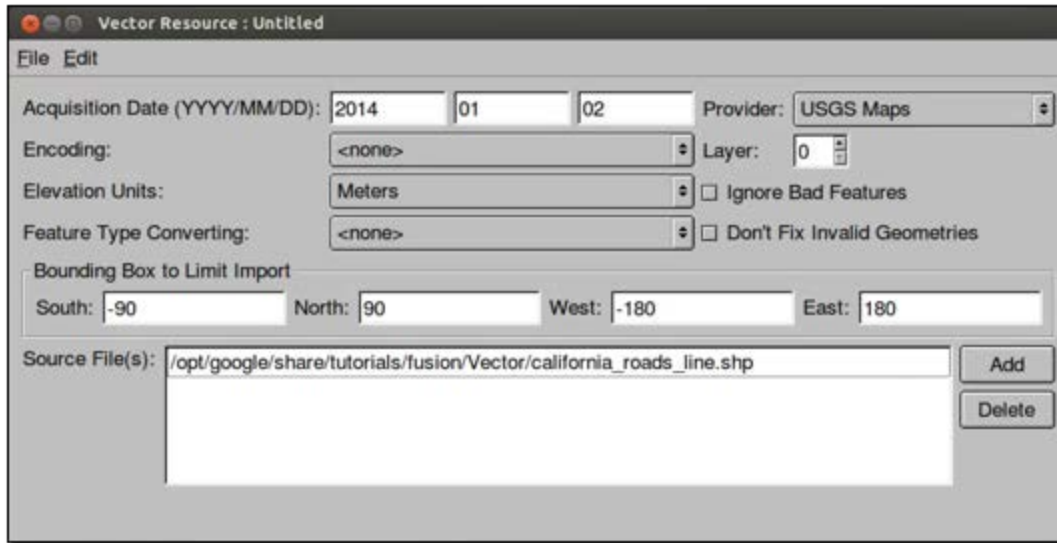 Vector Resource : Untitled
File Edit
Acquisition Date (YYYY/MM/DD): 2014 01 02 Provider: USGS Maps
Encoding: <none> Layer: 0
Elevation Units: Meters Ignore Bad Features
Feature Type Converting: <none> Don't Fix Invalid Geometries
Bounding Box to Limit Import
South: -90 North: 90 West: -180 East: 180
Source File(s): /opt/google/share/tutorials/fusion/Vector/california_roads_line.shp Add
Delete